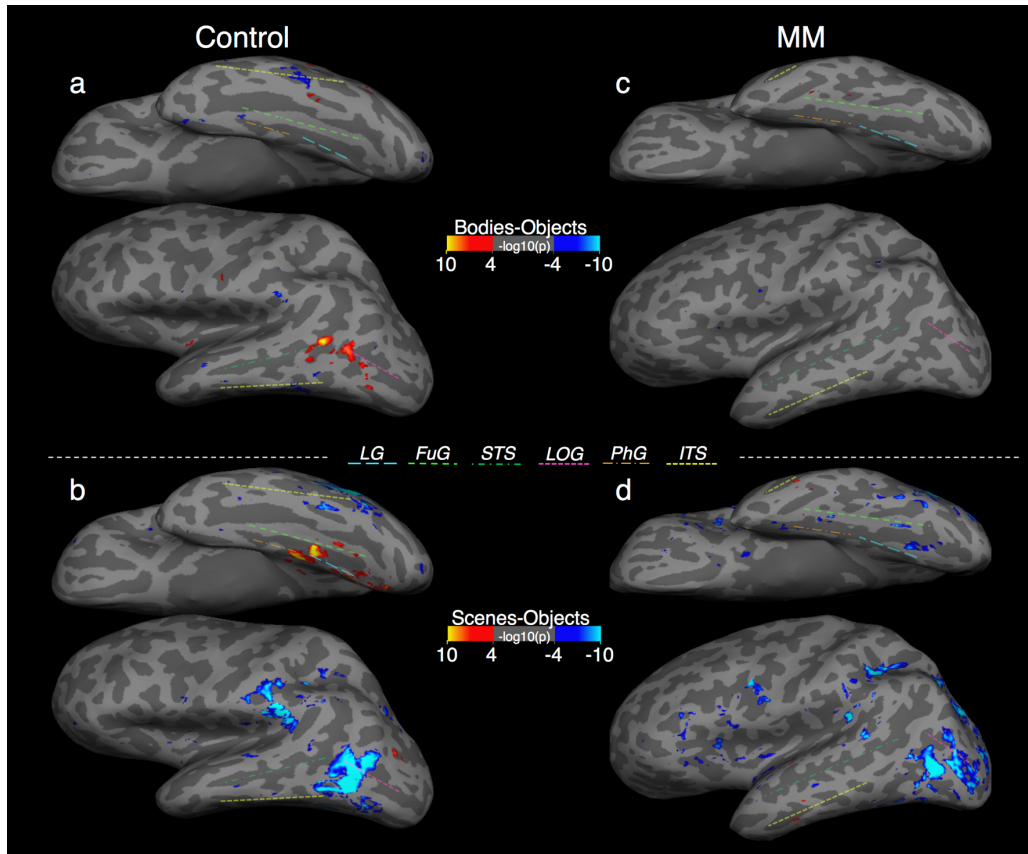 Control
MM
a
c
Bodies-Objects
-log10(p)
10 4 -4 -10
LG FuG STS LOG PhG ITS
b
d
Scenes-Objects
-log10(p)
10 4 -4 -10